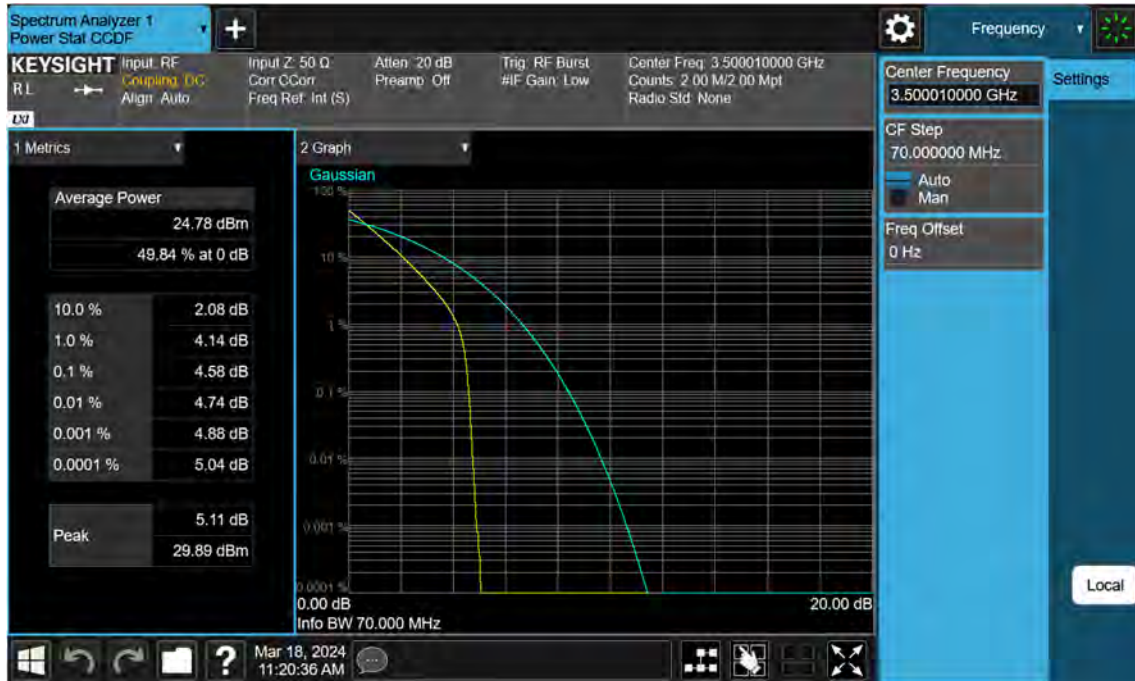 Spectrum Analyzer 1
Power Stat CCDF
Frequency
KEYSIGHT
RL
LXI
Input: RF
Coupling: DC
Align: Auto
Input Z: 50 Ω
Corr CCorr
Freq Ref: Int (S)
Atten: 20 dB
Preamp: Off
Trig: RF Burst
#IF Gain: Low
Center Freq: 3.500010000 GHz
Counts: 2.00 M/2.00 Mpt
Radio Std: None
Center Frequency
3.500010000 GHz
Settings
CF Step
70.000000 MHz
Auto
Man
Freq Offset
0 Hz
1 Metrics
Average Power
24.78 dBm
49.84 % at 0 dB
10.0 % 2.08 dB
1.0 % 4.14 dB
0.1 % 4.58 dB
0.01 % 4.74 dB
0.001 % 4.88 dB
0.0001 % 5.04 dB
Peak
5.11 dB
29.89 dBm
2 Graph
Gaussian
100 %
10 %
1 %
0.1 %
0.01 %
0.001 %
0.0001 %
0.00 dB 20.00 dB
Info BW 70.000 MHz
Local
?
Mar 18, 2024
11:20:36 AM